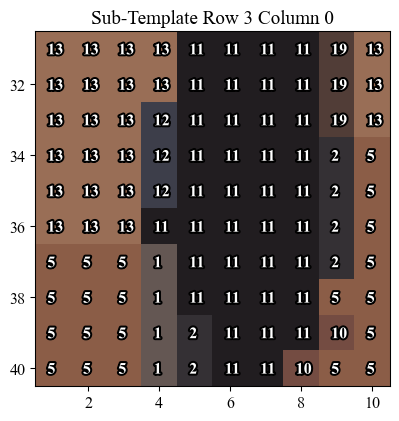 Sub-Template Row 3 Column 0
13 13 13 13 11 11 11 11 19 13
32 13 13 13 13 11 11 11 11 19 13
13 13 13 12 11 11 11 11 19 13
34 13 13 13 12 11 11 11 11 2 5
13 13 13 12 11 11 11 11 2 5
36 13 13 13 11 11 11 11 11 2 5
5 5 5 1 11 11 11 11 2 5
38 5 5 5 1 11 11 11 11 5 5
5 5 5 1 2 11 11 11 10 5
40 5 5 5 1 2 11 11 10 5 5
2 4 6 8 10